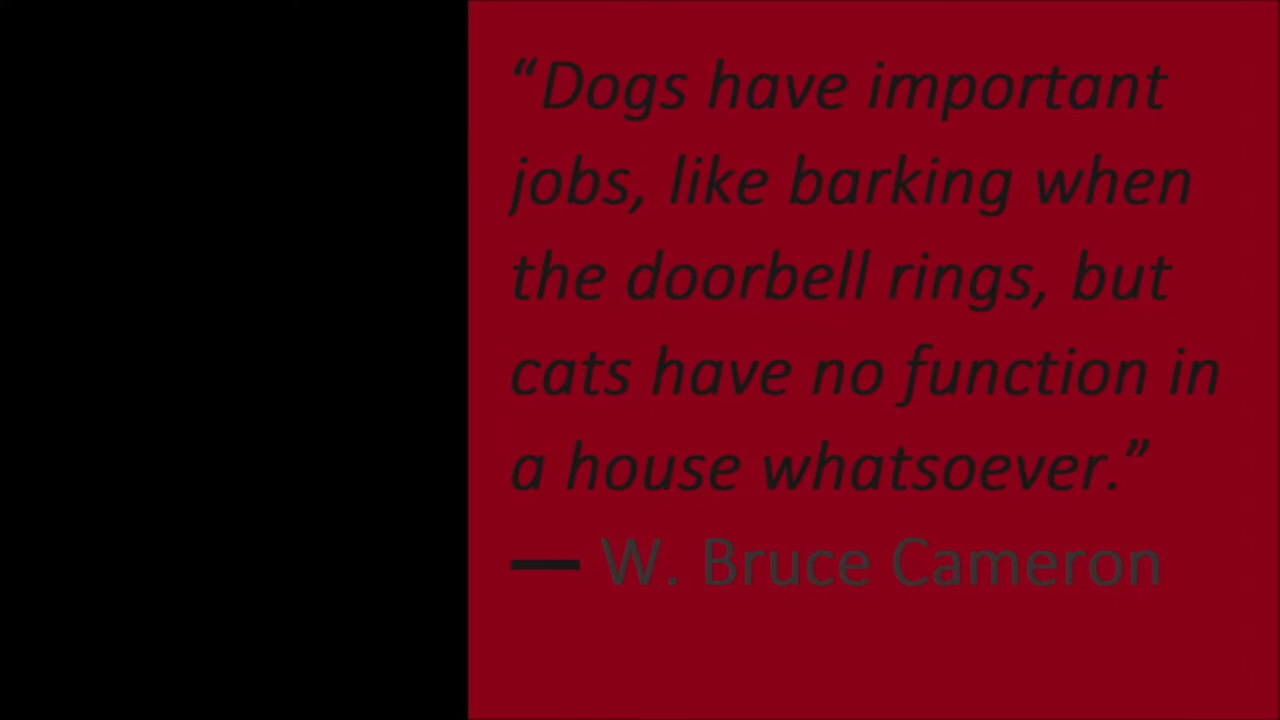 “Dogs have important
jobs, like barking when
the doorbell rings, but
cats have no function in
a house whatsoever.”
— W. Bruce Cameron